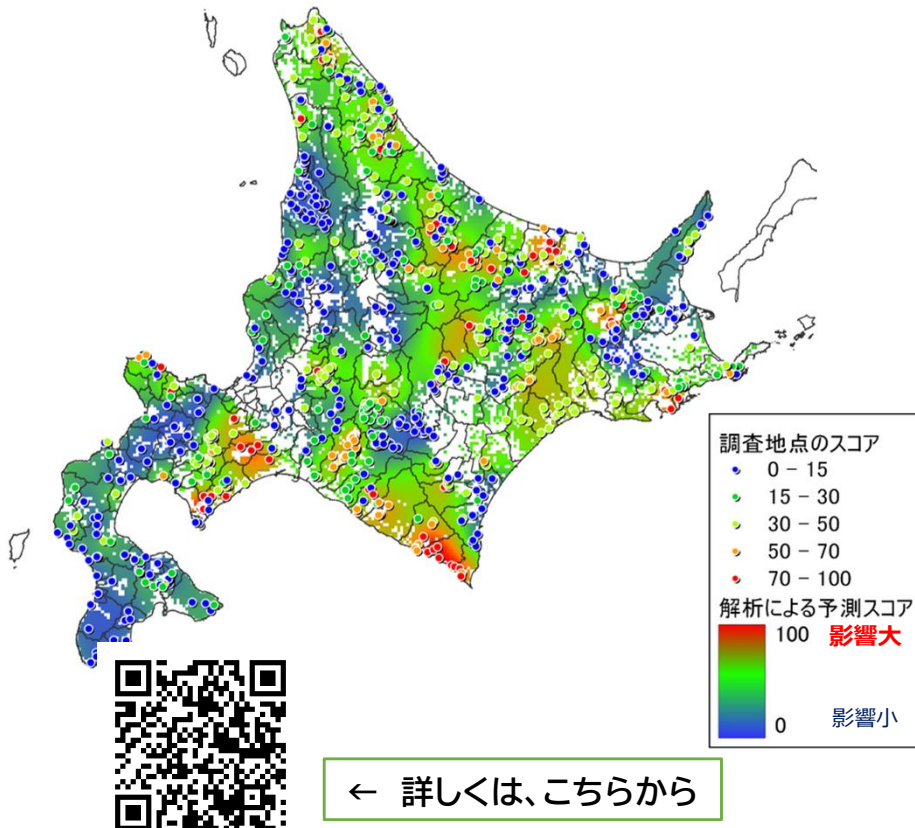 調査地点のスコア
0 − 15
15 − 30
30 − 50
50 − 70
70 − 100
解析による予測スコア
100 影響大
0 影響小
← 詳しくは、こちらから